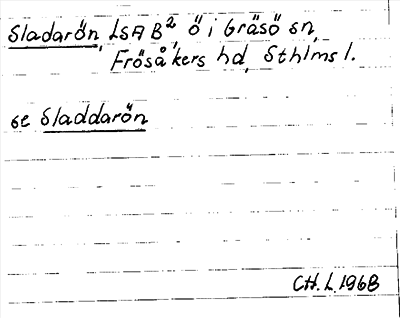 Sladarön, LSA B², ö i Gräsö sn,
Frösåkers hd, Sthlms l.
se Sladdarön
CH. L. 1968